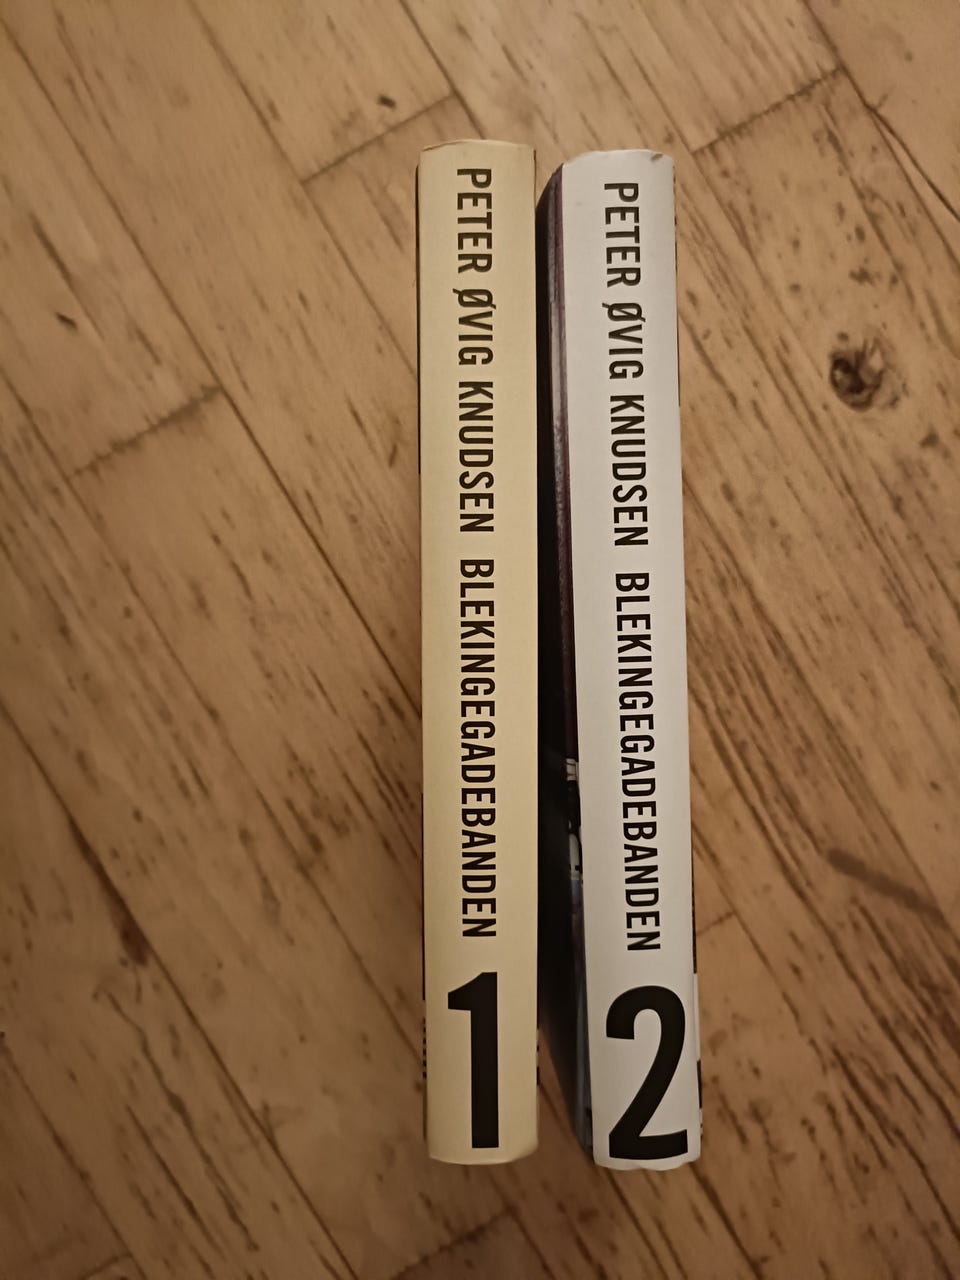 PETER ØVIG KNUDSEN BLEKINGEGADEBANDEN
1
PETER ØVIG KNUDSEN BLEKINGEGADEBANDEN
2